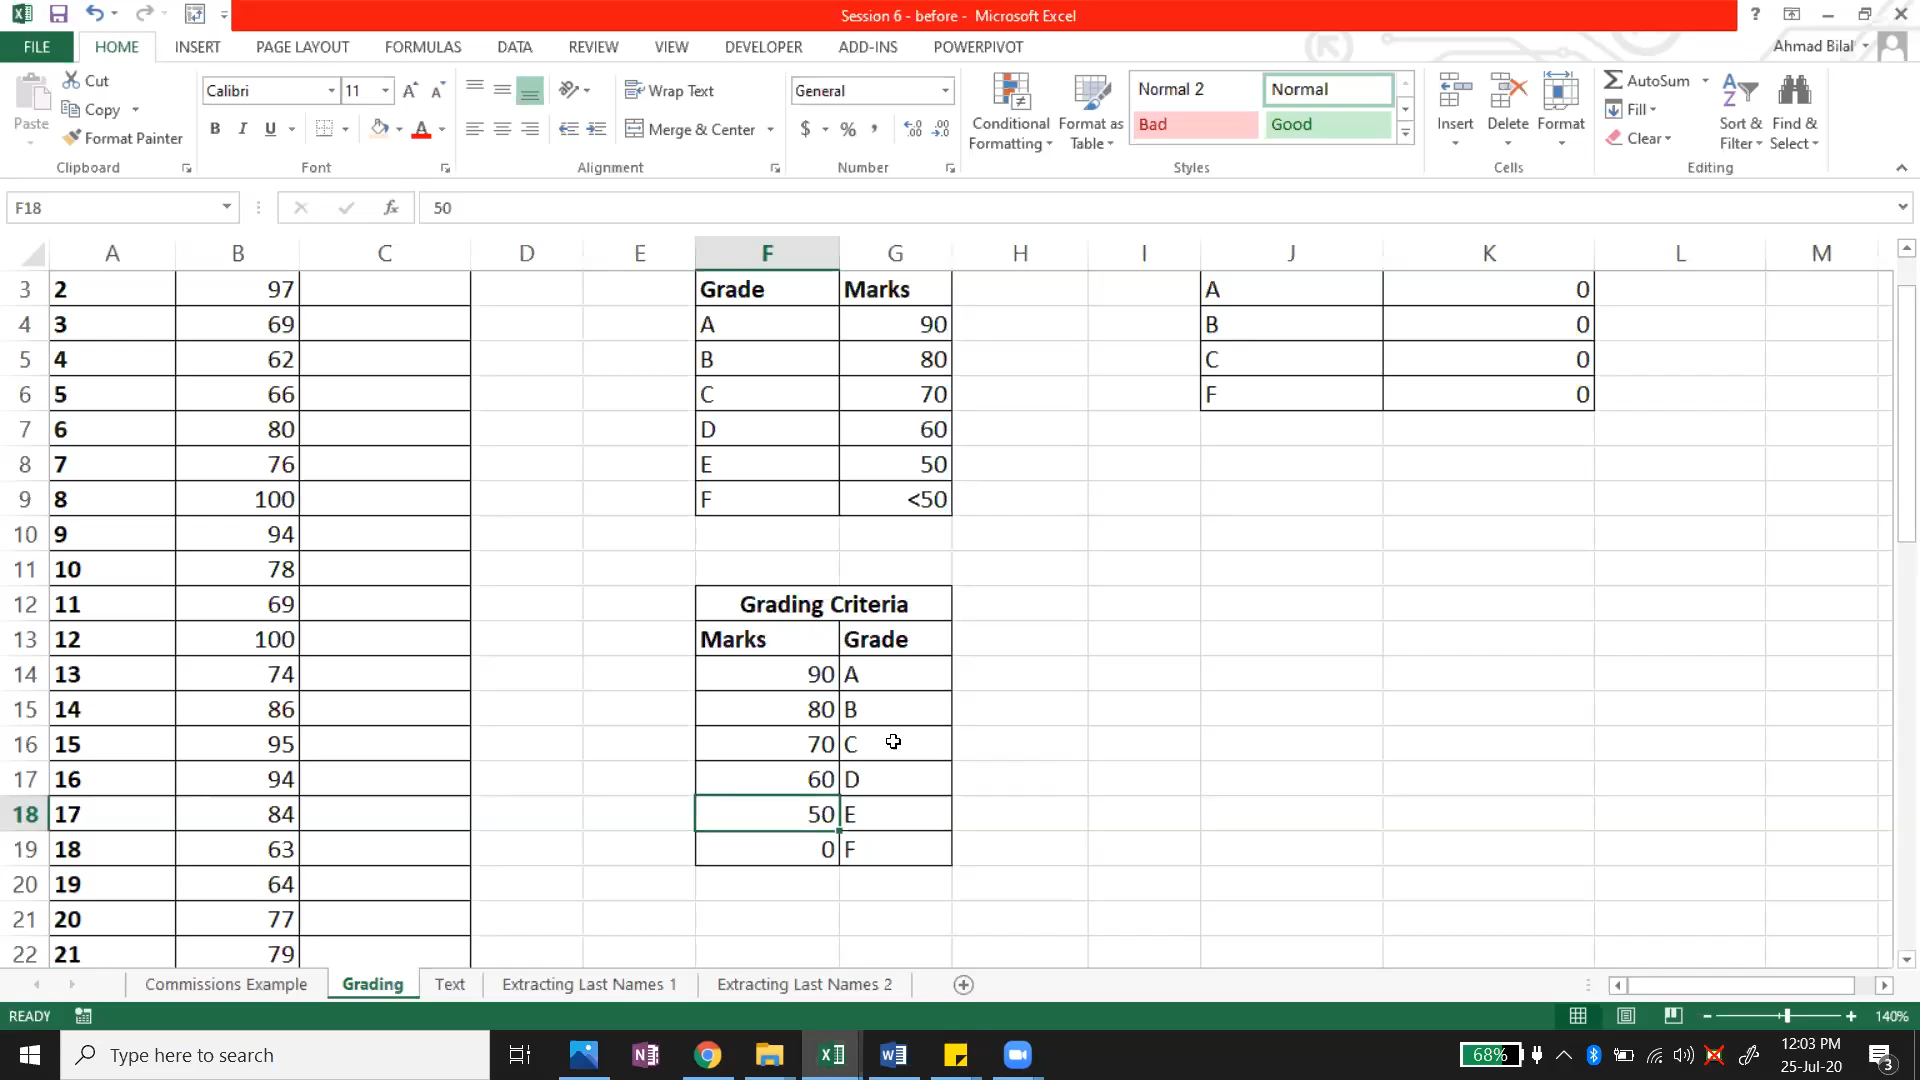 Session 6 - before - Microsoft Excel
?
FILE HOME INSERT PAGE LAYOUT FORMULAS DATA REVIEW VIEW DEVELOPER ADD-INS POWERPIVOT Ahmad Bilal
Paste
Cut
Copy
Format Painter
Calibri 11
B I U
Wrap Text
Merge & Center
General
$ % ,
Conditional Formatting
Format as Table
Normal 2 Normal
Bad Good
Insert Delete Format
AutoSum
Fill
Clear
Sort & Filter
Find & Select
Clipboard Font Alignment Number Styles Cells Editing
F18 fx 50
A B C D E F G H I J K L M
3 2 97 Grade Marks A 0
4 3 69 A 90 B 0
5 4 62 B 80 C 0
6 5 66 C 70 F 0
7 6 80 D 60
8 7 76 E 50
9 8 100 F <50
10 9 94
11 10 78
12 11 69 Grading Criteria
13 12 100 Marks Grade
14 13 74 90 A
15 14 86 80 B
16 15 95 70 C
17 16 94 60 D
18 17 84 50 E
19 18 63 0 F
20 19 64
21 20 77
22 21 79
Commissions Example Grading Text Extracting Last Names 1 Extracting Last Names 2
READY 140%
Type here to search
68%
12:03 PM
25-Jul-20
3